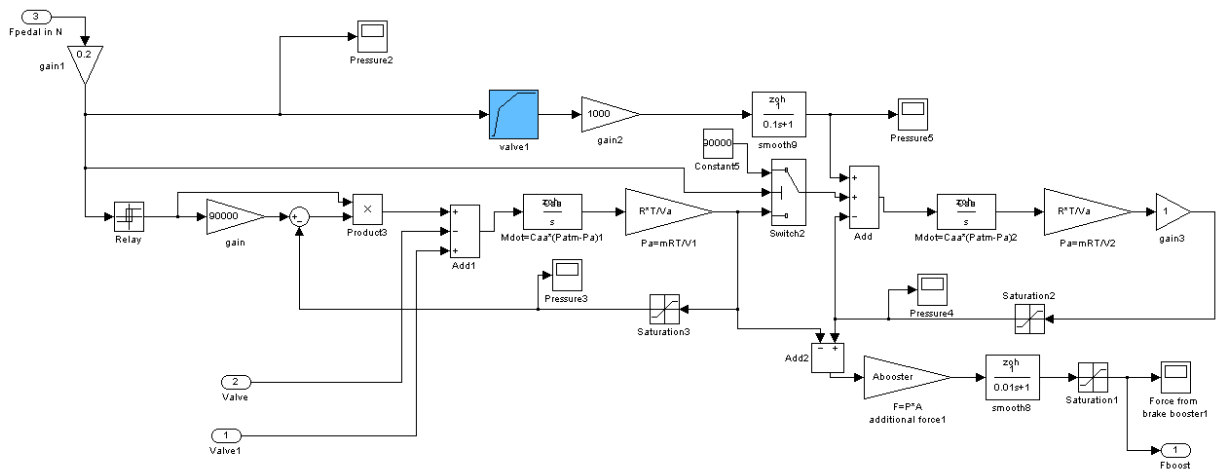 3
Fpedal in N
0.2
gain1
Pressure2
valve1
1000
gain2
zoh
1
0.1s+1
smooth9
Pressure5
90000
Constant5
Relay
90000
gain
+
−
×
Product3
+
−
+
Add1
s
Mdot=Caa*(Patm-Pa)1
R*T/Va
Pa=mRT/V1
Switch2
+
+
−
Add
s
Mdot=Caa*(Patm-Pa)2
R*T/Va
Pa=mRT/V2
1
gain3
Pressure3
Saturation3
Pressure4
Saturation2
−
+
Add2
2
Valve
1
Valve1
Abooster
F=P*A
additional force1
zoh
1
0.01s+1
smooth8
Saturation1
Force from
brake booster1
1
Fboost